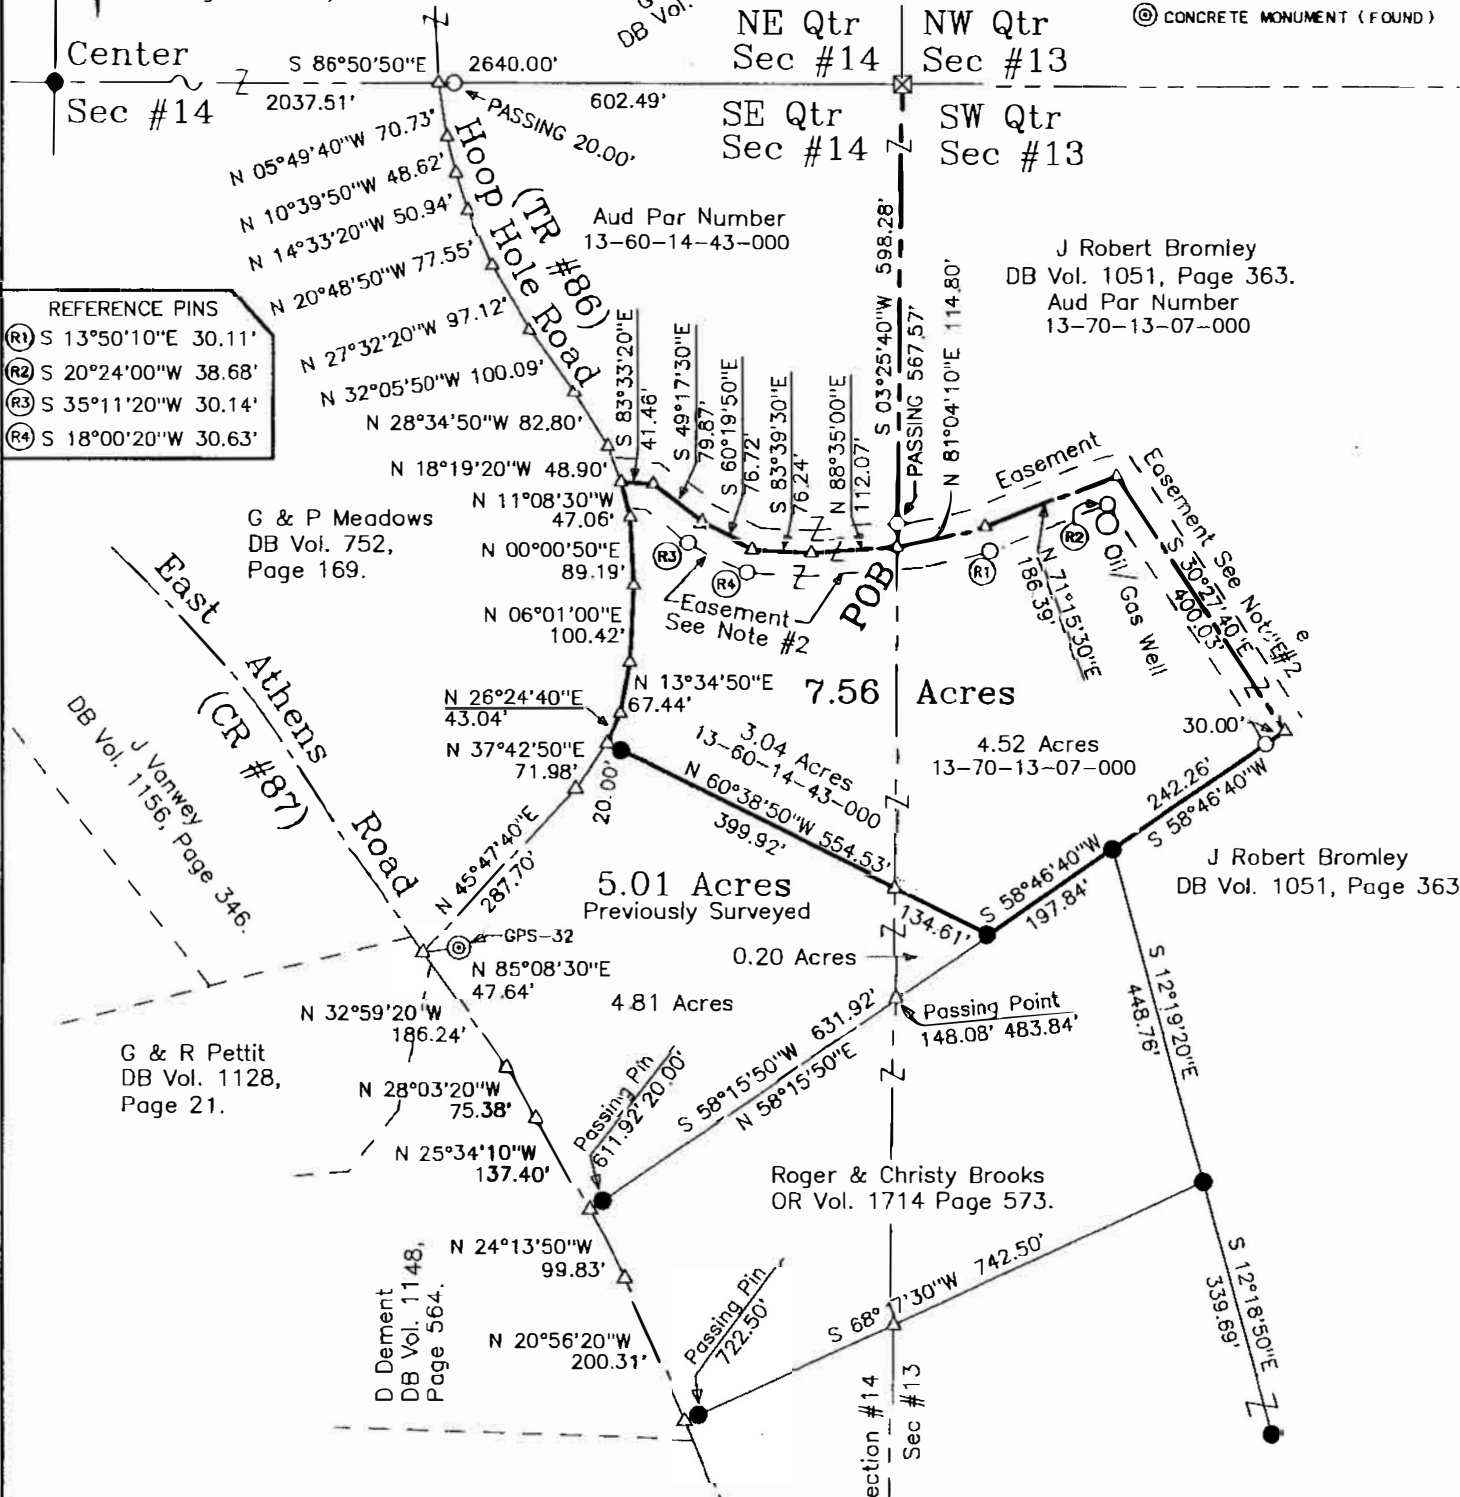 CONCRETE MONUMENT (FOUND)
DB Vol.
NE Qtr
Sec #14
NW Qtr
Sec #13
Center
Sec #14
S 86°50'50"E
2640.00'
2037.51'
602.49'
PASSING 20.00'
SE Qtr
Sec #14
SW Qtr
Sec #13
N 05°49'40"W 70.73'
N 10°39'50"W 48.62'
N 14°33'20"W 50.94'
N 20°48'50"W 77.55'
N 27°32'20"W 97.12'
N 32°05'50"W 100.09'
N 28°34'50"W 82.80'
N 18°19'20"W 48.90'
N 11°08'30"W
47.06'
N 00°00'50"E
89.19'
N 06°01'00"E
100.42'
N 13°34'50"E
67.44'
N 26°24'40"E
43.04'
N 37°42'50"E
71.98'
20.00'
N 45°47'40"E
287.70'
Hoop Hole Road
(TR #86)
Aud Par Number
13-60-14-43-000
J Robert Bromley
DB Vol. 1051, Page 363.
Aud Par Number
13-70-13-07-000
REFERENCE PINS
R1 S 13°50'10"E 30.11'
R2 S 20°24'00"W 38.68'
R3 S 35°11'20"W 30.14'
R4 S 18°00'20"W 30.63'
S 83°33'20"E
41.46'
S 49°17'30"E
79.87'
S 60°19'50"E
76.72'
S 83°39'30"E
76.24'
N 88°35'00"E
112.07'
S 03°25'40"W 598.28'
PASSING 567.57'
N 81°04'10"E 114.80'
Easement
Easement See Note #2
S 30°27'40"E
400.03'
N 71°15'30"E
186.39'
Oil/Gas Well
R1
R2
R3
R4
Easement
See Note #2
POB
G & P Meadows
DB Vol. 752,
Page 169.
East Athens Road
(CR #87)
J Vanwey
DB Vol. 1156, Page 346.
7.56 Acres
3.04 Acres
13-60-14-43-000
4.52 Acres
13-70-13-07-000
30.00'
242.26'
S 58°46'40"W
N 60°38'50"W 554.53'
399.92'
134.61'
S 58°46'40"W
197.84'
J Robert Bromley
DB Vol. 1051, Page 363
5.01 Acres
Previously Surveyed
GPS-32
N 85°08'30"E
47.64'
0.20 Acres
4.81 Acres
Passing Point
148.08' 483.84'
N 32°59'20"W
186.24'
N 28°03'20"W
75.38'
N 25°34'10"W
137.40'
G & R Pettit
DB Vol. 1128,
Page 21.
Passing Pin
611.92' 20.00'
S 58°15'50"W 631.92'
N 58°15'50"E
S 12°19'20"E
448.76'
Roger & Christy Brooks
OR Vol. 1714 Page 573.
N 24°13'50"W
99.83'
N 20°56'20"W
200.31'
D Dement
DB Vol. 1148,
Page 564.
Passing Pin
722.50'
S 68° 7'30"W 742.50'
S 12°18'50"E
339.69'
ection #14
Sec #13